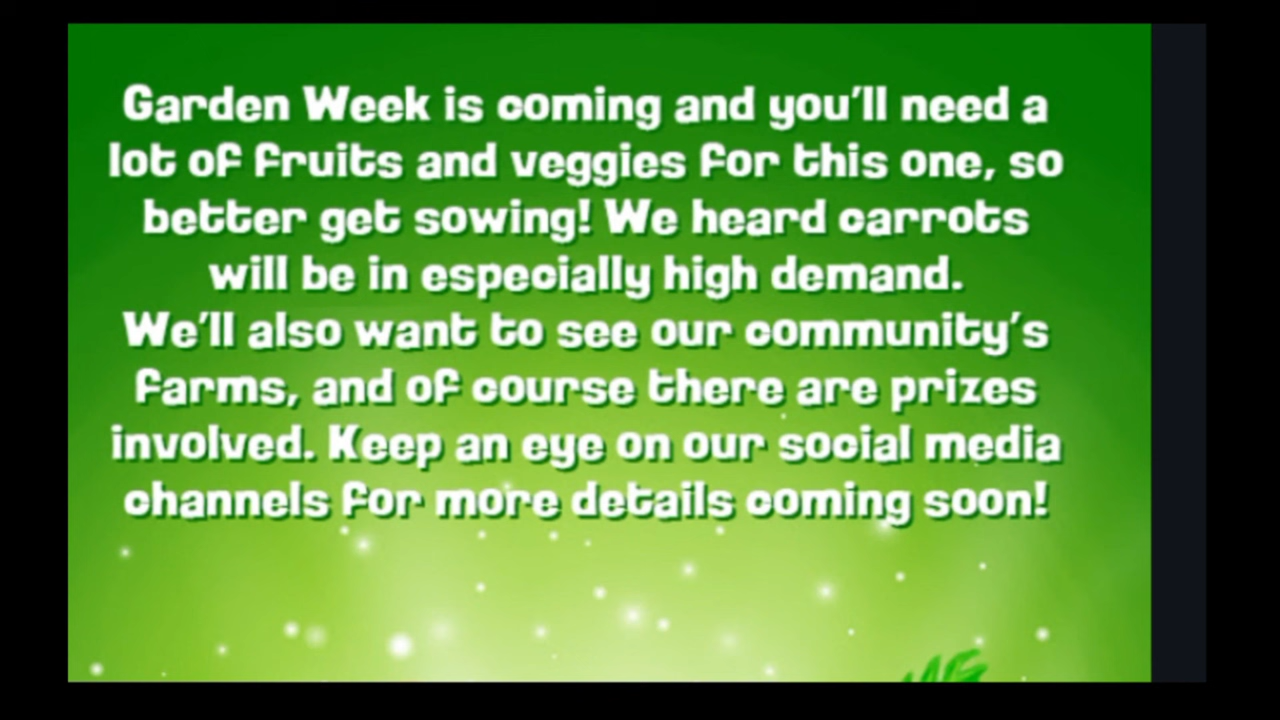 Garden Week is coming and you'll need a
lot of fruits and veggies for this one, so
better get sowing! We heard carrots
will be in especially high demand.
We'll also want to see our community's
farms, and of course there are prizes
involved. Keep an eye on our social media
channels for more details coming soon!